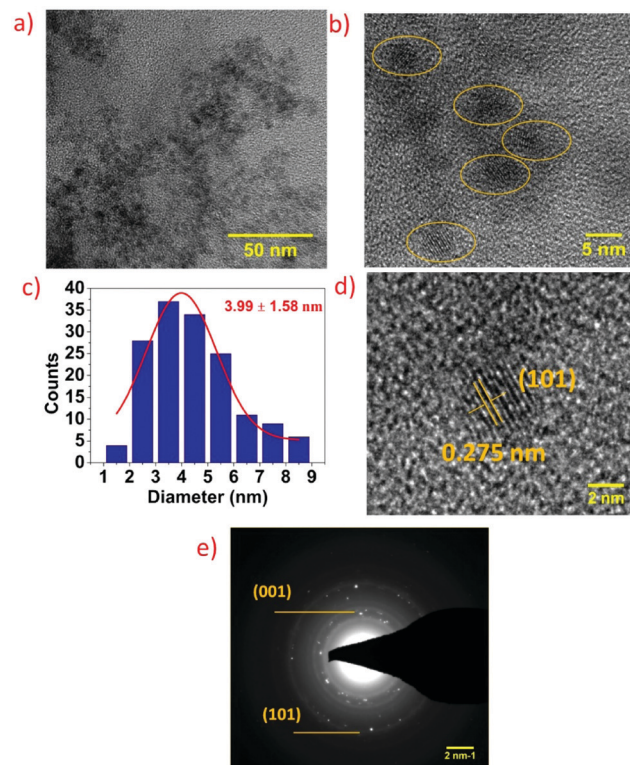 a)
50 nm
b)
5 nm
c)
40
35
30
25
20
15
10
5
0
Counts
3.99 ± 1.58 nm
1 2 3 4 5 6 7 8 9
Diameter (nm)
d)
(101)
0.275 nm
2 nm
e)
(001)
(101)
2 nm-1